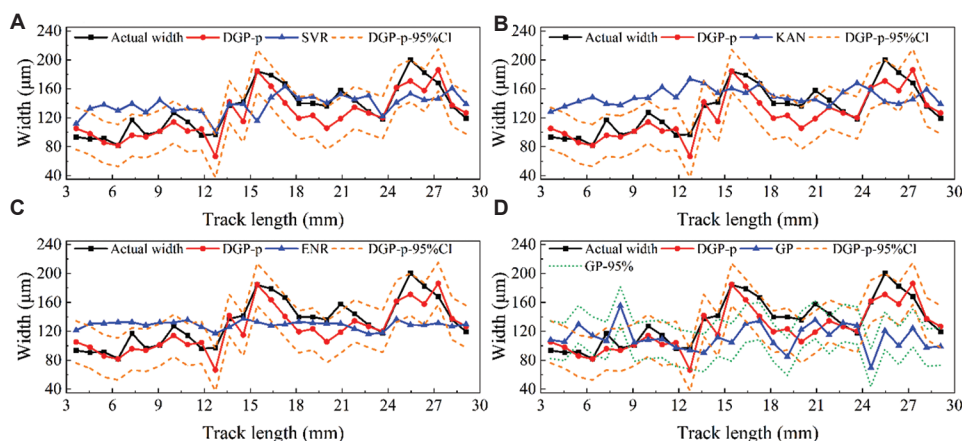 A
Actual width DGP-p SVR DGP-p-95%CI
240
200
160
120
80
40
Width (μm)
3 6 9 12 15 18 21 24 27 30
Track length (mm)
B
Actual width DGP-p KAN DGP-p-95%CI
240
200
160
120
80
40
Width (μm)
3 6 9 12 15 18 21 24 27 30
Track length (mm)
C
Actual width DGP-p ENR DGP-p-95%CI
240
200
160
120
80
40
Width (μm)
3 6 9 12 15 18 21 24 27 30
Track length (mm)
D
Actual width DGP-p GP DGP-p-95%CI
GP-95%
240
200
160
120
80
40
Width (μm)
3 6 9 12 15 18 21 24 27 30
Track length (mm)